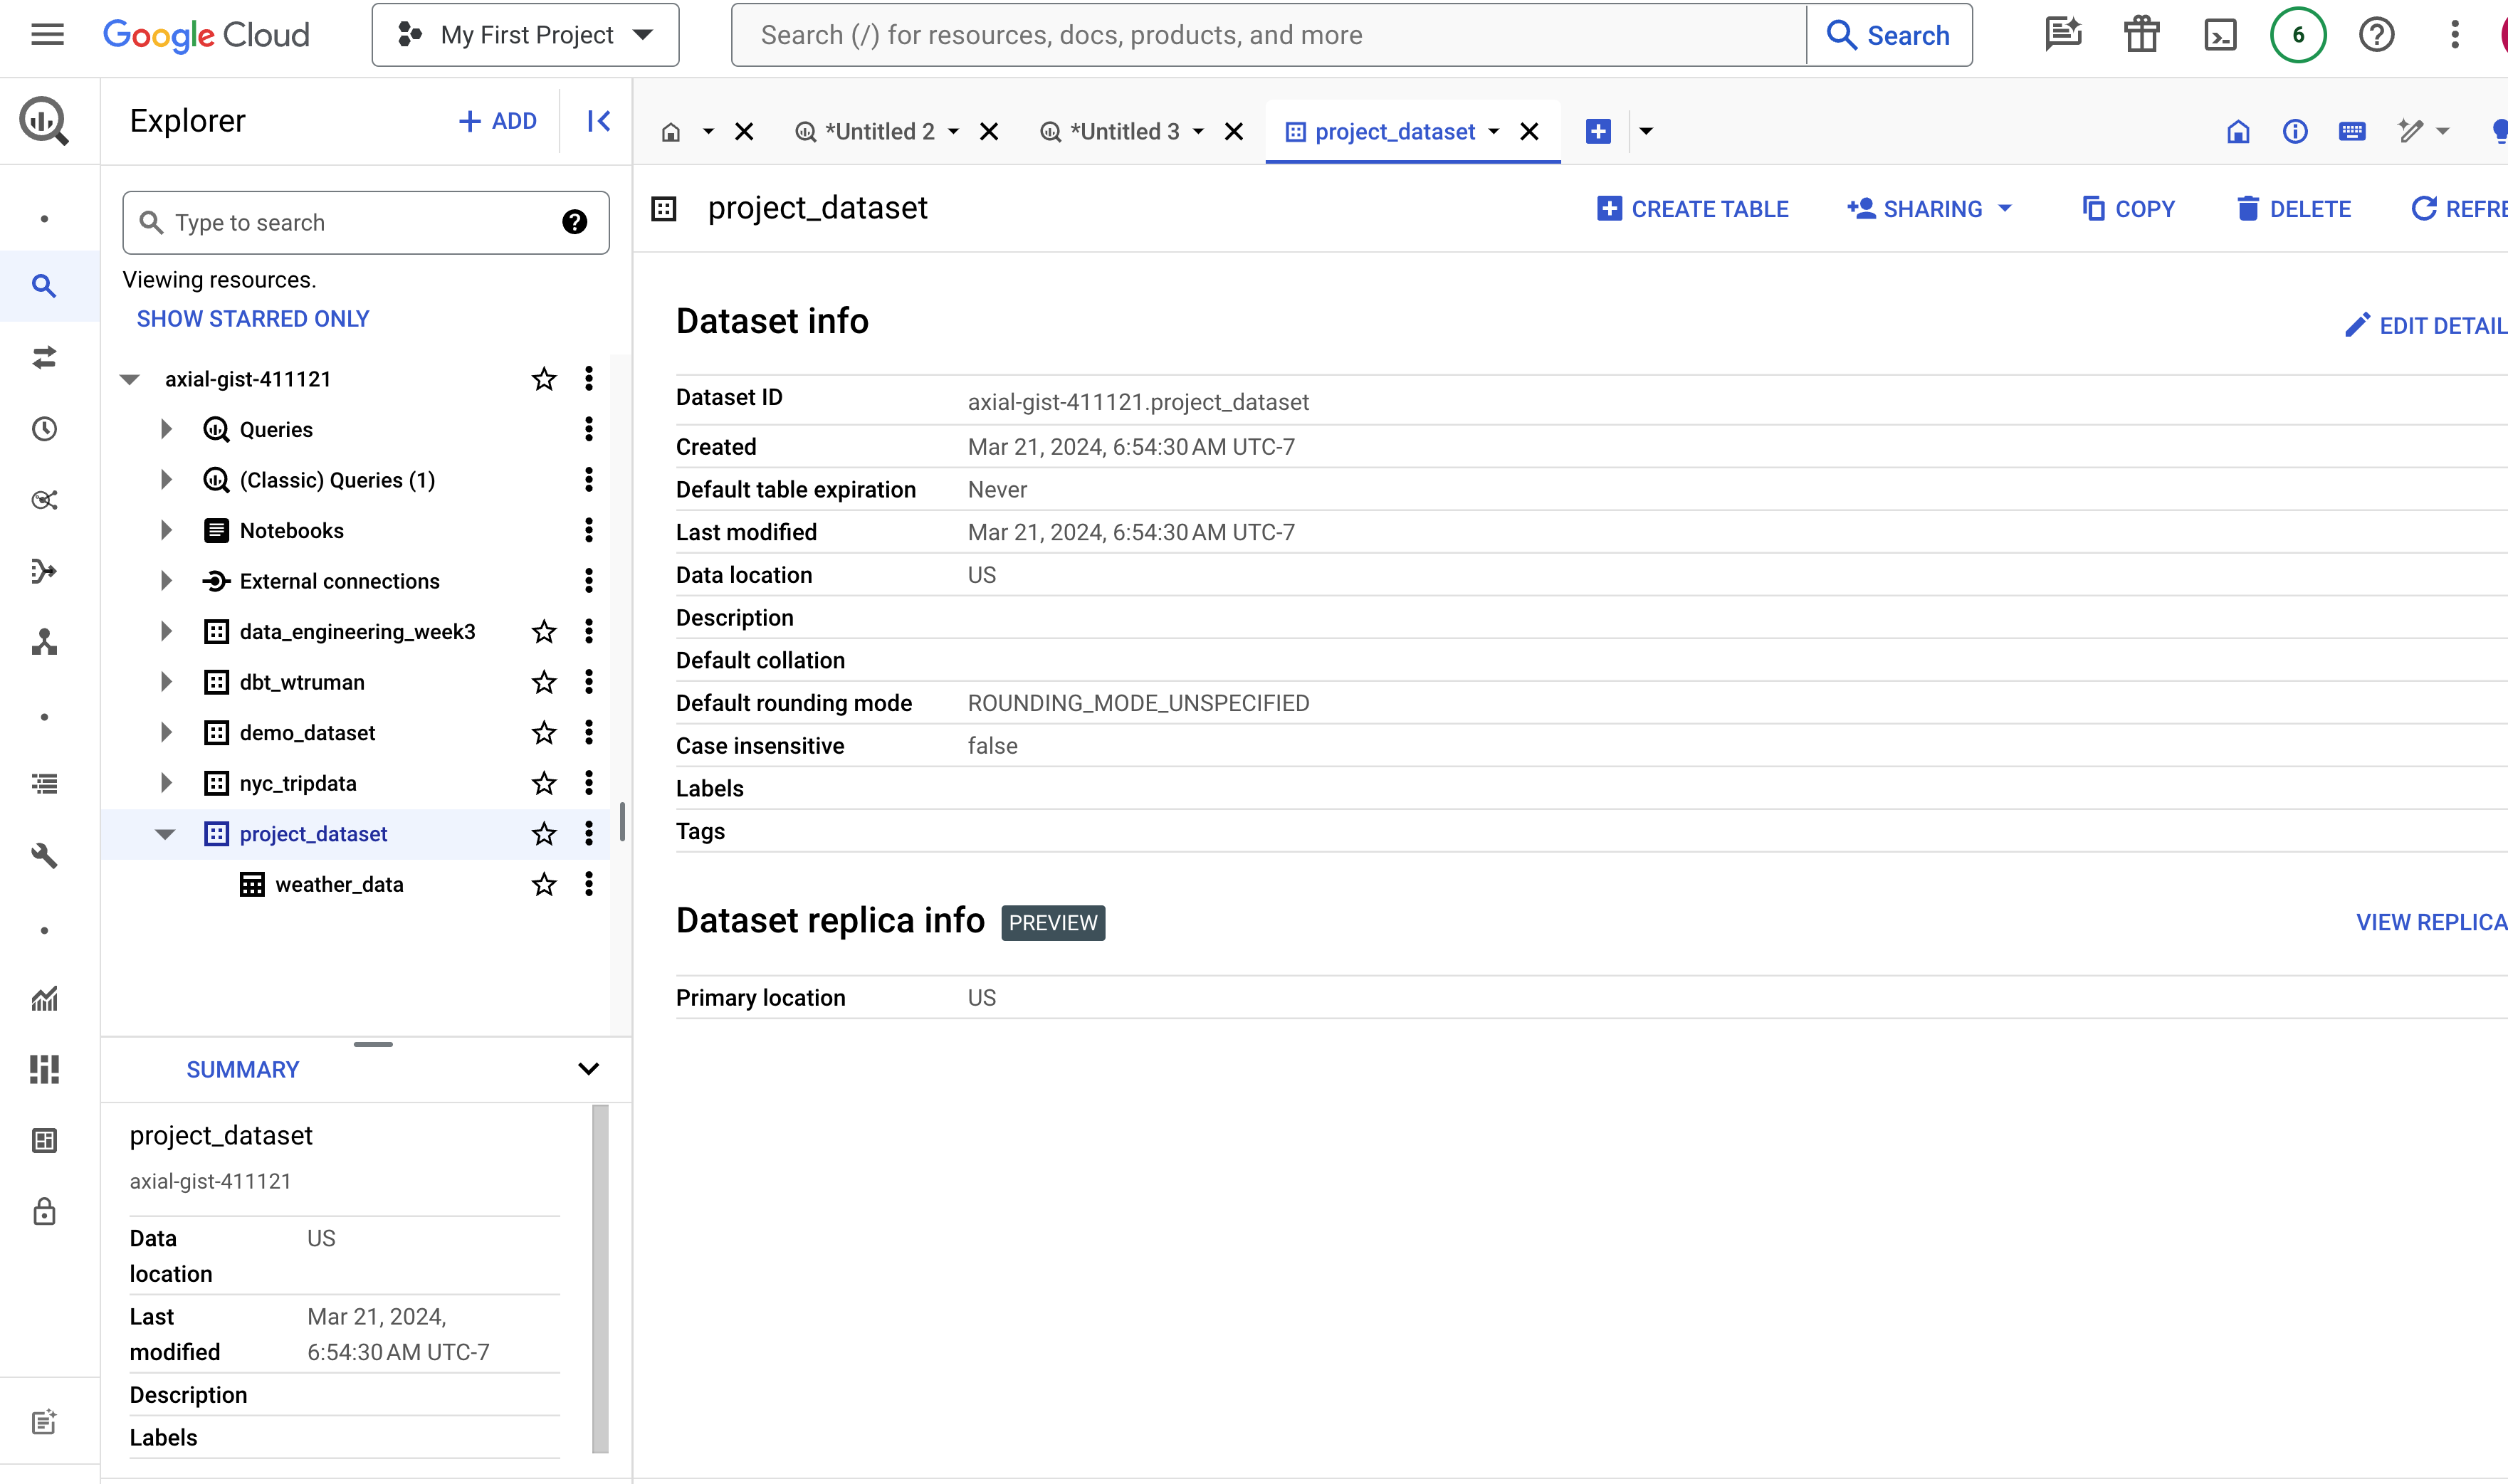 Google Cloud
My First Project
Search (/) for resources, docs, products, and more
Search
6
Explorer
ADD
*Untitled 2
*Untitled 3
project_dataset
Type to search
Viewing resources.
SHOW STARRED ONLY
axial-gist-411121
Queries
(Classic) Queries (1)
Notebooks
External connections
data_engineering_week3
dbt_wtruman
demo_dataset
nyc_tripdata
project_dataset
weather_data
SUMMARY
project_dataset
axial-gist-411121
Data location US
Last modified Mar 21, 2024, 6:54:30 AM UTC-7
Description
Labels
project_dataset
CREATE TABLE
SHARING
COPY
DELETE
REFRE
Dataset info
EDIT DETAIL
Dataset ID axial-gist-411121.project_dataset
Created Mar 21, 2024, 6:54:30 AM UTC-7
Default table expiration Never
Last modified Mar 21, 2024, 6:54:30 AM UTC-7
Data location US
Description
Default collation
Default rounding mode ROUNDING_MODE_UNSPECIFIED
Case insensitive false
Labels
Tags
Dataset replica info PREVIEW
VIEW REPLICA
Primary location US